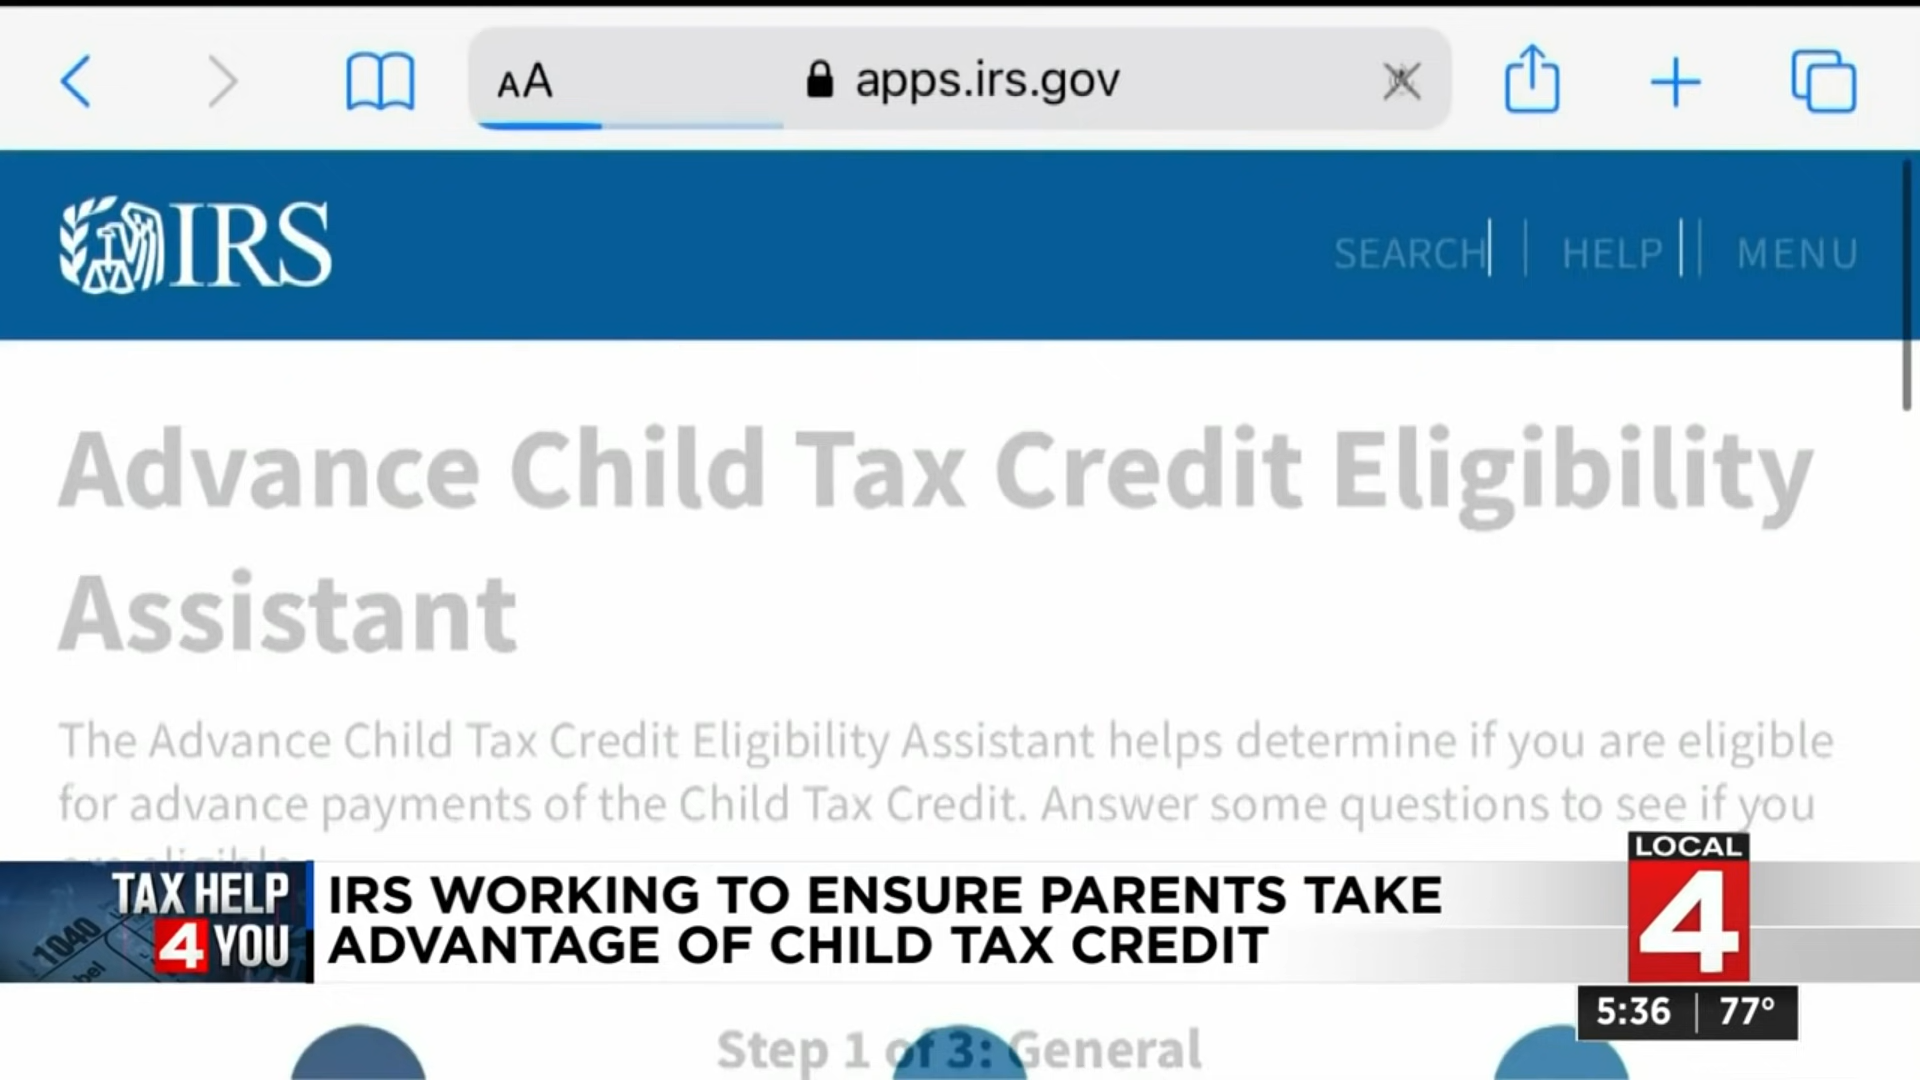 AA apps.irs.gov
IRS
SEARCH HELP MENU
Advance Child Tax Credit Eligibility
Assistant
The Advance Child Tax Credit Eligibility Assistant helps determine if you are eligible
for advance payments of the Child Tax Credit. Answer some questions to see if you
are eligible
TAX HELP
4 YOU
1040
IRS WORKING TO ENSURE PARENTS TAKE
ADVANTAGE OF CHILD TAX CREDIT
LOCAL
4
5:36 77°
Step 1 of 3: General